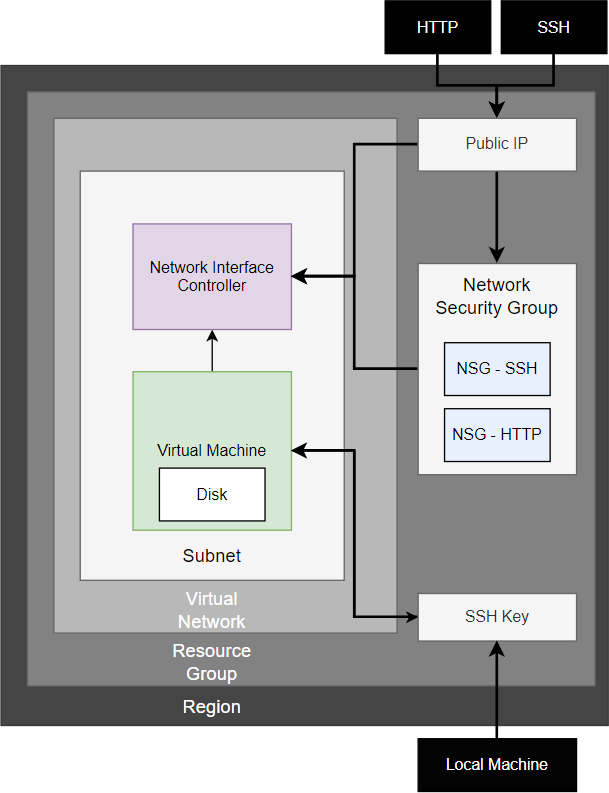 HTTP
SSH
Public IP
Network Interface
Controller
Network
Security Group
NSG - SSH
NSG - HTTP
Virtual Machine
Disk
Subnet
Virtual
Network
SSH Key
Resource
Group
Region
Local Machine